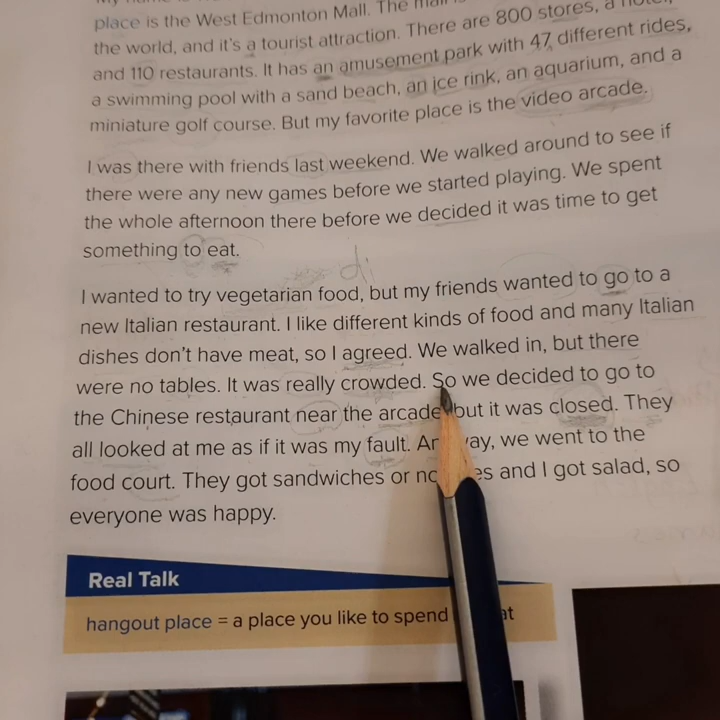 place is the West Edmonton Mall. The mall is
the world, and it's a tourist attraction. There are 800 stores, a hotel,
and 110 restaurants. It has an amusement park with 47 different rides,
a swimming pool with a sand beach, an ice rink, an aquarium, and a
miniature golf course. But my favorite place is the video arcade.
I was there with friends last weekend. We walked around to see if
there were any new games before we started playing. We spent
the whole afternoon there before we decided it was time to get
something to eat.
di
I wanted to try vegetarian food, but my friends wanted to go to a
new Italian restaurant. I like different kinds of food and many Italian
dishes don't have meat, so I agreed. We walked in, but there
were no tables. It was really crowded. So we decided to go to
the Chinese restaurant near the arcade but it was closed. They
all looked at me as if it was my fault. Anyway, we went to the
food court. They got sandwiches or noodles and I got salad, so
everyone was happy.
Real Talk
hangout place = a place you like to spend at